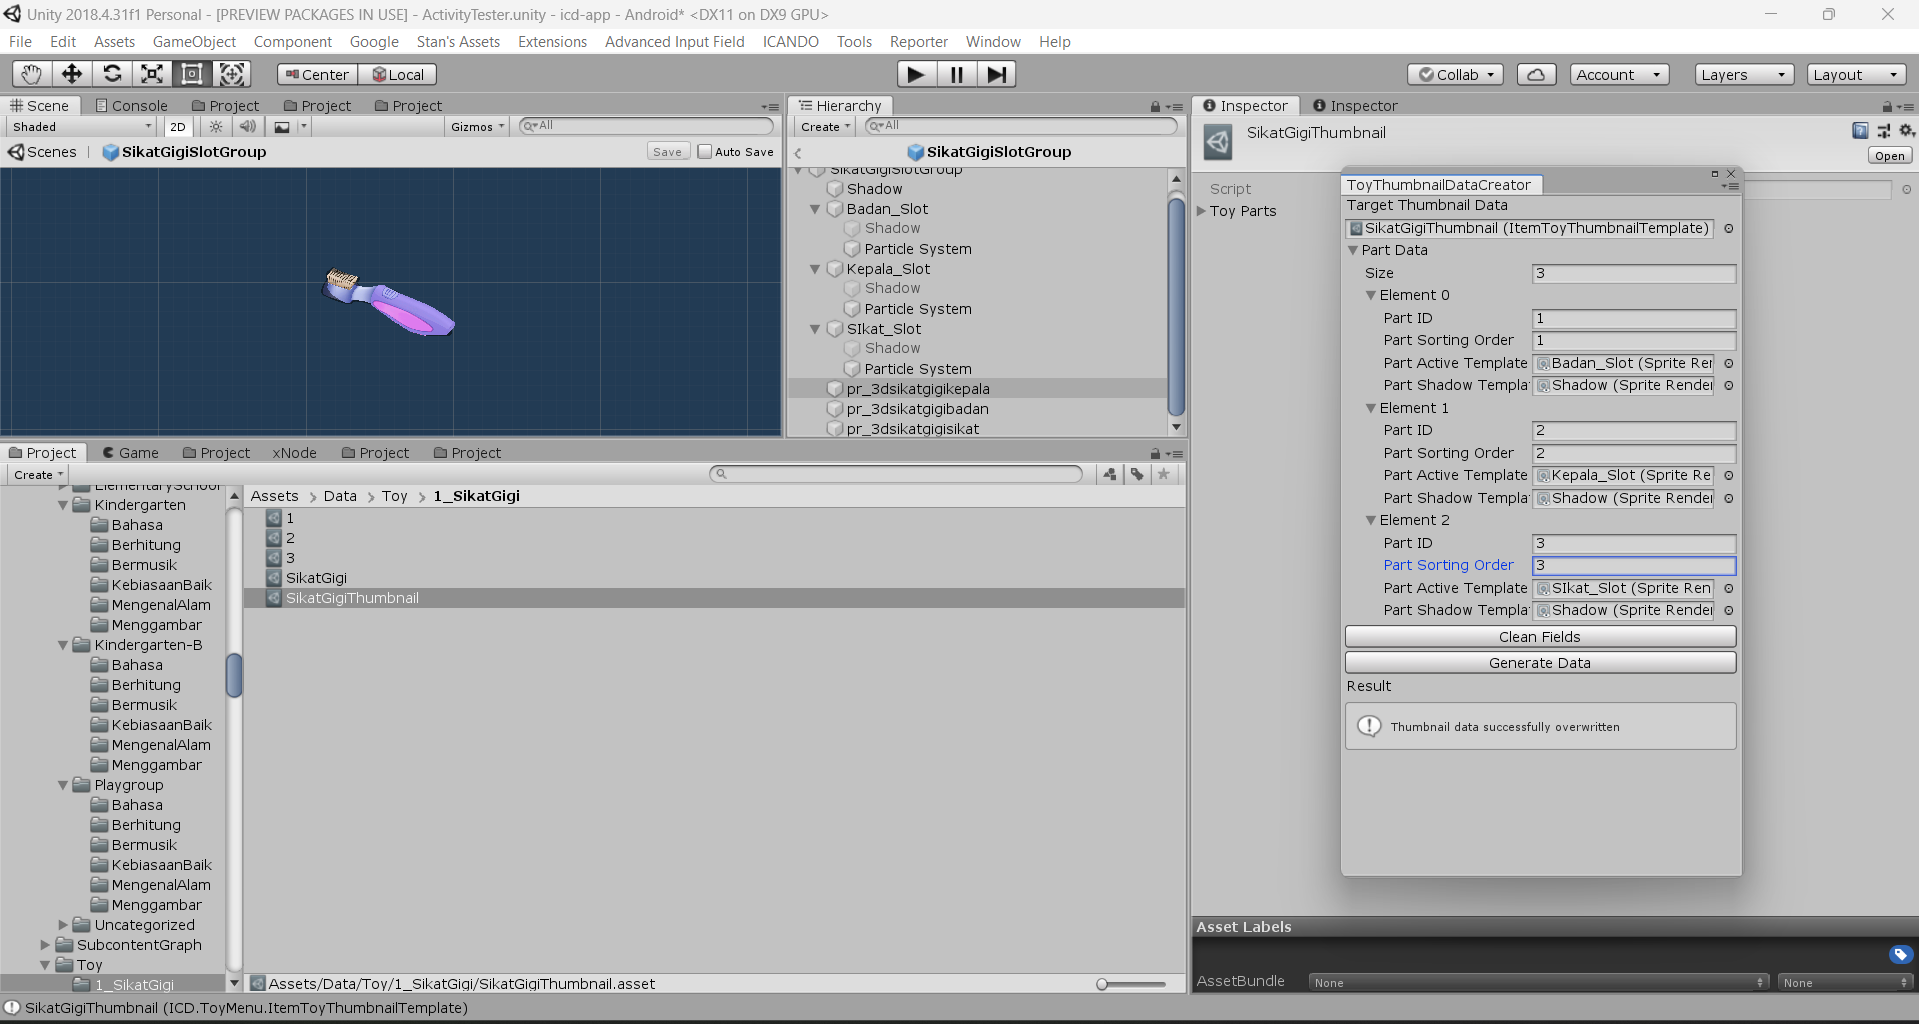 Unity 2018.4.31f1 Personal - [PREVIEW PACKAGES IN USE] - ActivityTester.unity - icd-app - Android* <DX11 on DX9 GPU>
File Edit Assets GameObject Component Google Stan's Assets Extensions Advanced Input Field ICANDO Tools Reporter Window Help
Center Local Collab Account Layers Layout
Scene Console Project Project Project
Shaded 2D Gizmos All
Scenes SikatGigiSlotGroup Save Auto Save
Hierarchy
Create All
SikatGigiSlotGroup
SikatGigiSlotGroup
Shadow
Badan_Slot
Shadow
Particle System
Kepala_Slot
Shadow
Particle System
SIkat_Slot
Shadow
Particle System
pr_3dsikatgigikepala
pr_3dsikatgigibadan
pr_3dsikatgigisikat
Inspector Inspector
SikatGigiThumbnail
Open
Script
Toy Parts
ToyThumbnailDataCreator
Target Thumbnail Data
SikatGigiThumbnail (ItemToyThumbnailTemplate)
Part Data
Size 3
Element 0
Part ID 1
Part Sorting Order 1
Part Active Template Badan_Slot (Sprite Rei
Part Shadow Templat Shadow (Sprite Render
Element 1
Part ID 2
Part Sorting Order 2
Part Active Template Kepala_Slot (Sprite Re
Part Shadow Templat Shadow (Sprite Render
Element 2
Part ID 3
Part Sorting Order 3
Part Active Template SIkat_Slot (Sprite Ren
Part Shadow Templat Shadow (Sprite Render
Clean Fields
Generate Data
Result
Thumbnail data successfully overwritten
Project Game Project xNode Project Project
Create
ElementarySchool
Kindergarten
Bahasa
Berhitung
Bermusik
KebiasaanBaik
MengenalAlam
Menggambar
Kindergarten-B
Bahasa
Berhitung
Bermusik
KebiasaanBaik
MengenalAlam
Menggambar
Playgroup
Bahasa
Berhitung
Bermusik
KebiasaanBaik
MengenalAlam
Menggambar
Uncategorized
SubcontentGraph
Toy
1_SikatGigi
Assets > Data > Toy > 1_SikatGigi
1
2
3
SikatGigi
SikatGigiThumbnail
Assets/Data/Toy/1_SikatGigi/SikatGigiThumbnail.asset
Asset Labels
AssetBundle None None
SikatGigiThumbnail (ICD.ToyMenu.ItemToyThumbnailTemplate)